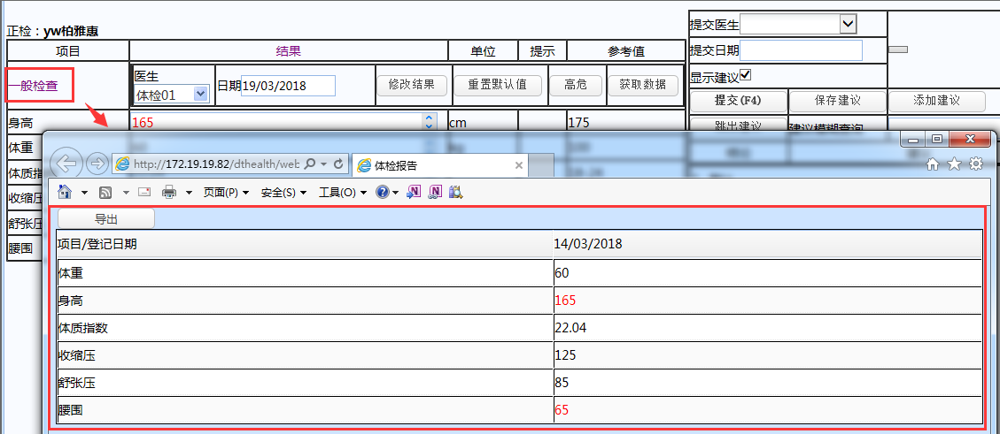 正检：yw柏雅惠
项目 结果 单位 提示 参考值
一般检查
医生
体检01
日期 19/03/2018
修改结果 重置默认值 高危 获取数据
身高 165 cm 175
体重
体质指数
收缩压
舒张压
腰围
提交医生
提交日期
显示建议
提交(F4) 保存建议 添加建议
跳出建议 建议模糊查询
http://172.19.19.82/dthealth/web
体检报告
页面(P) 安全(S) 工具(O)
导出
项目/登记日期 14/03/2018
体重 60
身高 165
体质指数 22.04
收缩压 125
舒张压 85
腰围 65